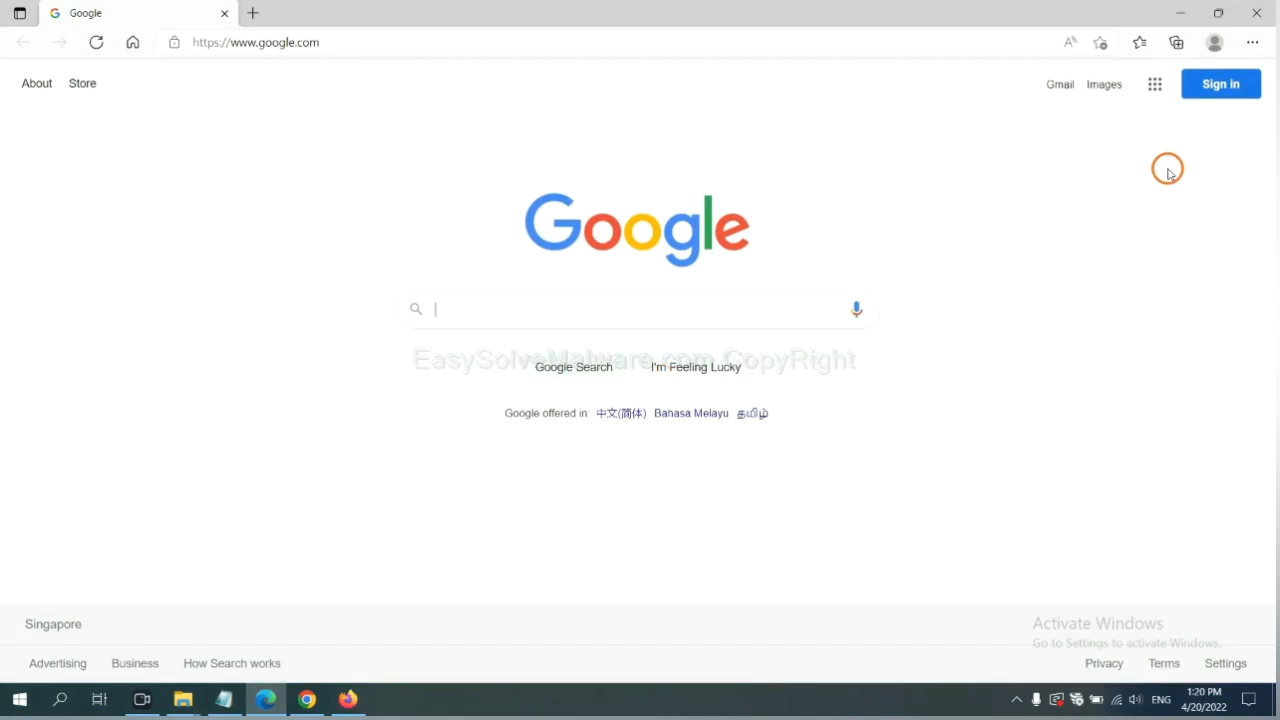 Google
https://www.google.com
About Store
Gmail Images Sign in
Google
EasySolveMalware.com CopyRight
Google Search I'm Feeling Lucky
Google offered in: 中文(简体) Bahasa Melayu தமிழ்
Singapore
Activate Windows
Go to Settings to activate Windows.
Advertising Business How Search works
Privacy Terms Settings
ENG
1:20 PM
4/20/2022